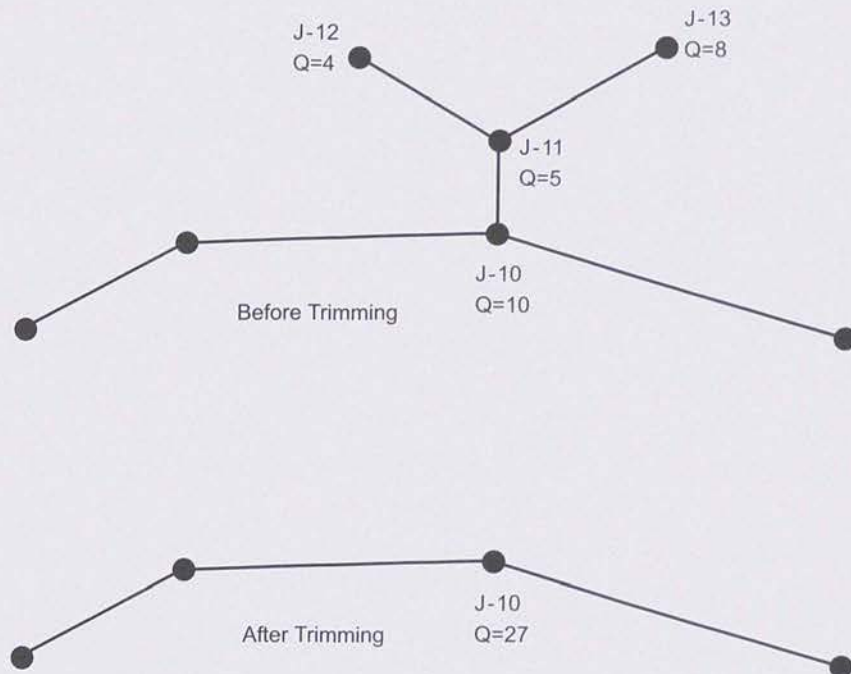 J-12
Q=4
J-13
Q=8
J-11
Q=5
J-10
Q=10
Before Trimming
J-10
Q=27
After Trimming